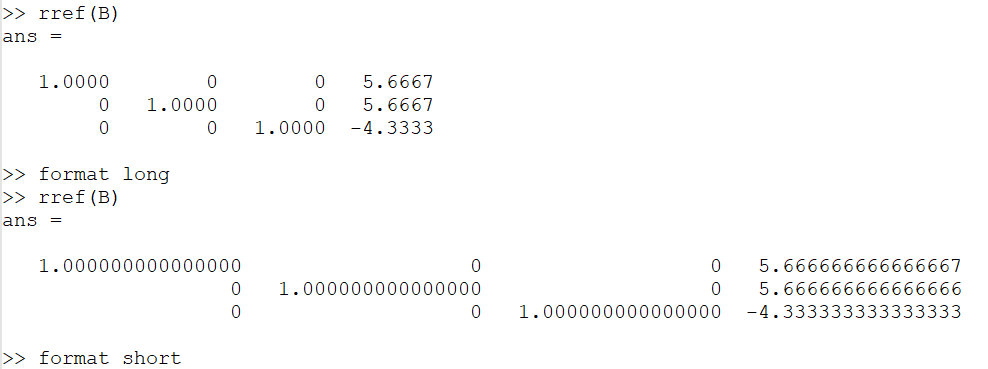 >> rref(B)
ans =
1.0000 0 0 5.6667
0 1.0000 0 5.6667
0 0 1.0000 -4.3333
>> format long
>> rref(B)
ans =
1.000000000000000 0 0 5.666666666666667
0 1.000000000000000 0 5.666666666666666
0 0 1.000000000000000 -4.333333333333333
>> format short